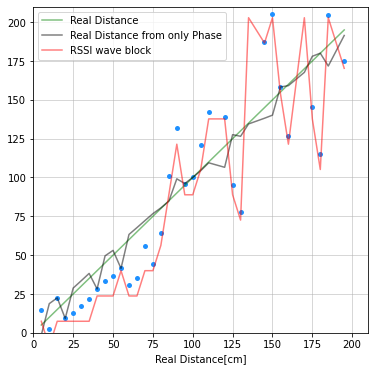 Real Distance
Real Distance from only Phase
RSSI wave block
200
175
150
125
100
75
50
25
0
0 25 50 75 100 125 150 175 200
Real Distance[cm]